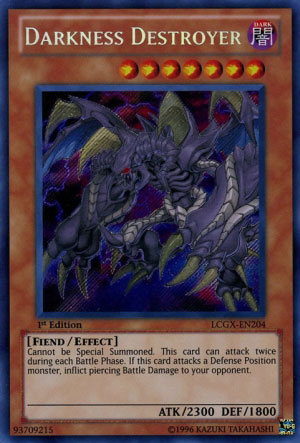 DARKNESS DESTROYER
DARK
闇
1st Edition
LCGX-EN204
[FIEND / EFFECT]
Cannot be Special Summoned. This card can attack twice
during each Battle Phase. If this card attacks a Defense Position
monster, inflict piercing Battle Damage to your opponent.
ATK/2300 DEF/1800
93709215
©1996 KAZUKI TAKAHASHI